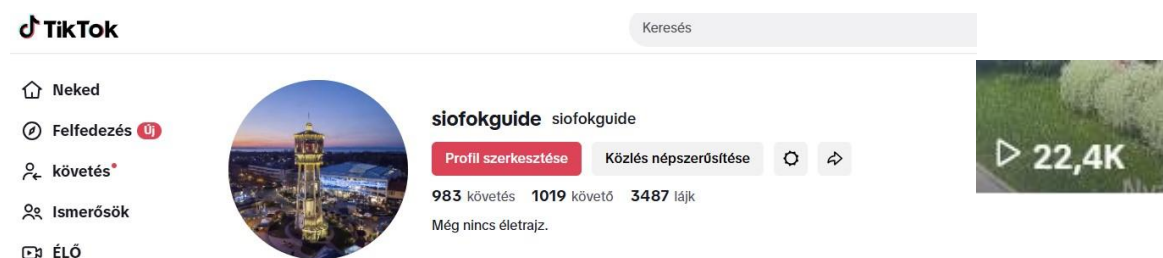 TikTok
Keresés
Neked
Felfedezés Új
követés
Ismerősök
ÉLŐ
siofokguide siofokguide
Profil szerkesztése Közlés népszerűsítése
983 követés 1019 követő 3487 lájk
Még nincs életrajz.
22,4K